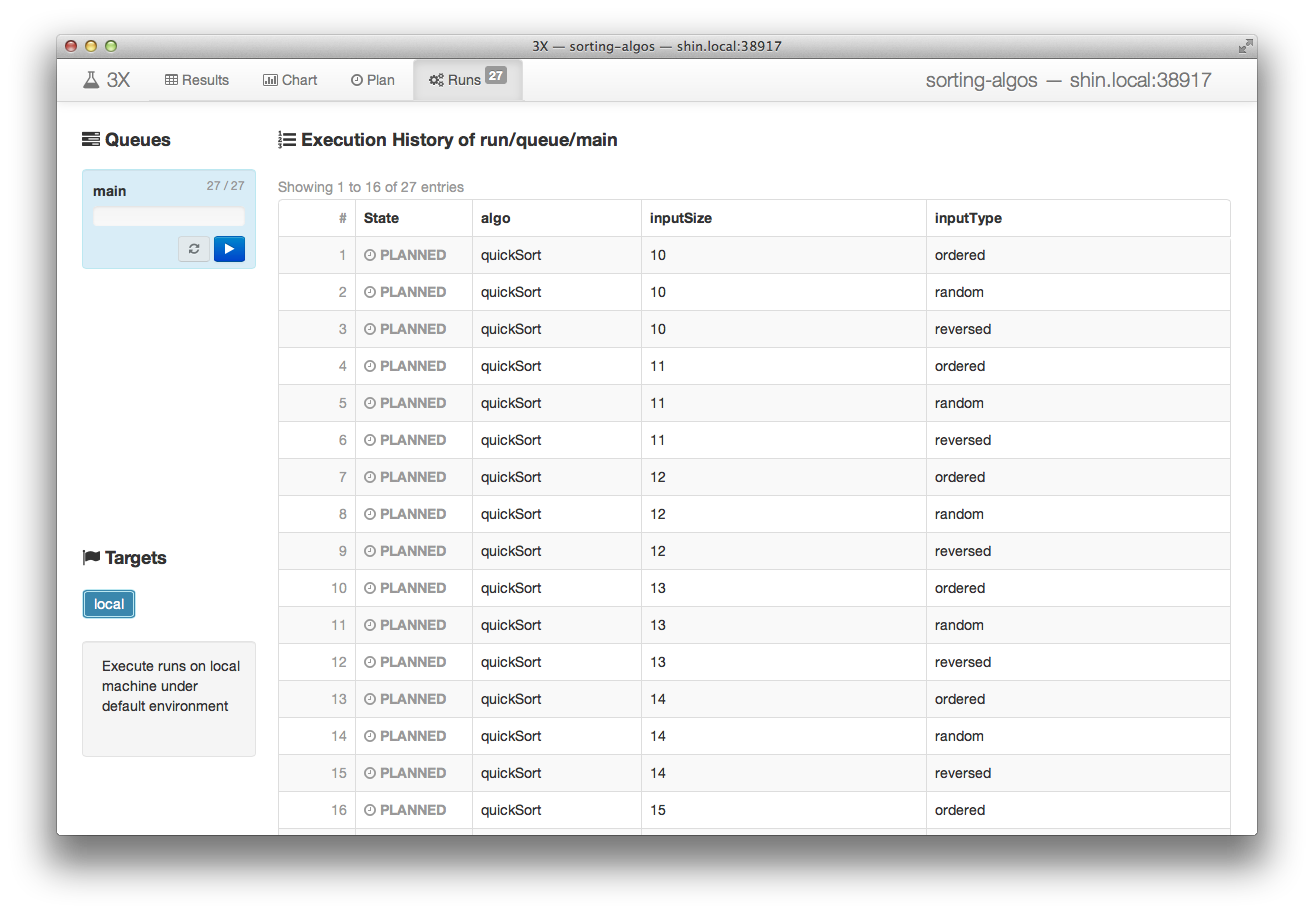 3X — sorting-algos — shin.local:38917
3X Results Chart Plan Runs 27 sorting-algos — shin.local:38917
Queues
main 27 / 27
Execution History of run/queue/main
Showing 1 to 16 of 27 entries
# State algo inputSize inputType
1 PLANNED quickSort 10 ordered
2 PLANNED quickSort 10 random
3 PLANNED quickSort 10 reversed
4 PLANNED quickSort 11 ordered
5 PLANNED quickSort 11 random
6 PLANNED quickSort 11 reversed
7 PLANNED quickSort 12 ordered
8 PLANNED quickSort 12 random
9 PLANNED quickSort 12 reversed
10 PLANNED quickSort 13 ordered
11 PLANNED quickSort 13 random
12 PLANNED quickSort 13 reversed
13 PLANNED quickSort 14 ordered
14 PLANNED quickSort 14 random
15 PLANNED quickSort 14 reversed
16 PLANNED quickSort 15 ordered
Targets
local
Execute runs on local
machine under
default environment